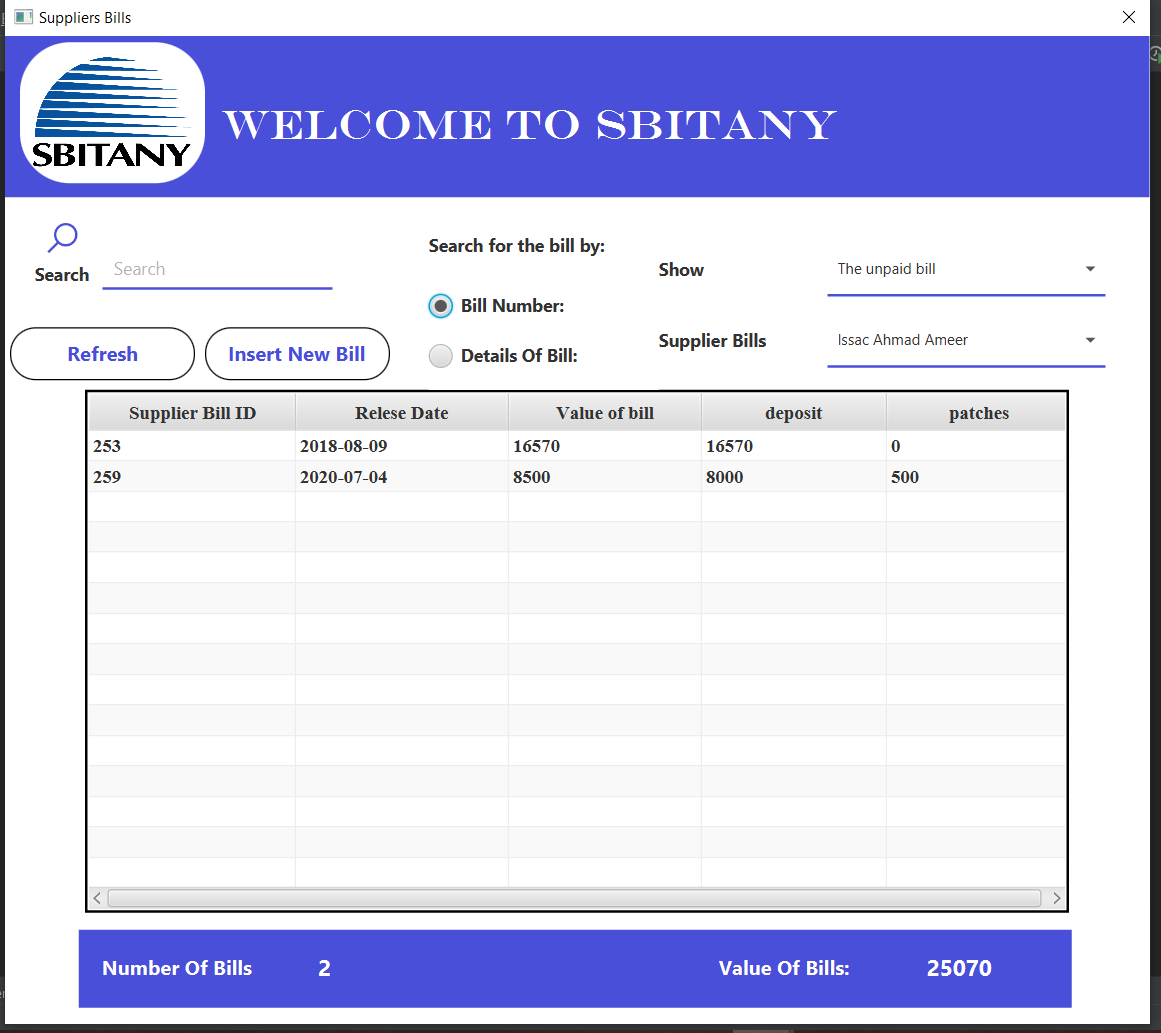 Suppliers Bills
SBITANY
WELCOME TO SBITANY
Search
Search
Search for the bill by:
Bill Number:
Details Of Bill:
Show
The unpaid bill
Supplier Bills
Issac Ahmad Ameer
Refresh
Insert New Bill
Supplier Bill ID Relese Date Value of bill deposit patches
253 2018-08-09 16570 16570 0
259 2020-07-04 8500 8000 500
Number Of Bills 2 Value Of Bills: 25070